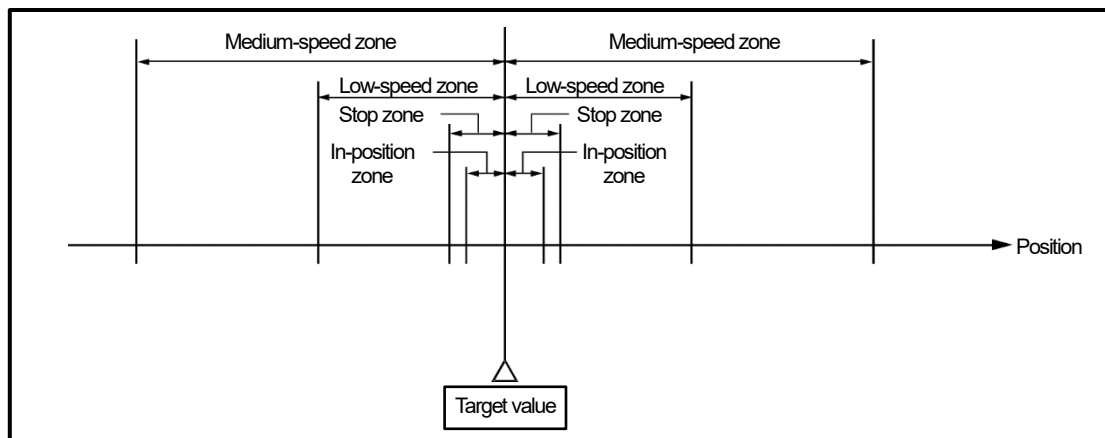 Medium-speed zone Medium-speed zone
Low-speed zone Low-speed zone
Stop zone Stop zone
In-position In-position
zone zone
Position
Target value